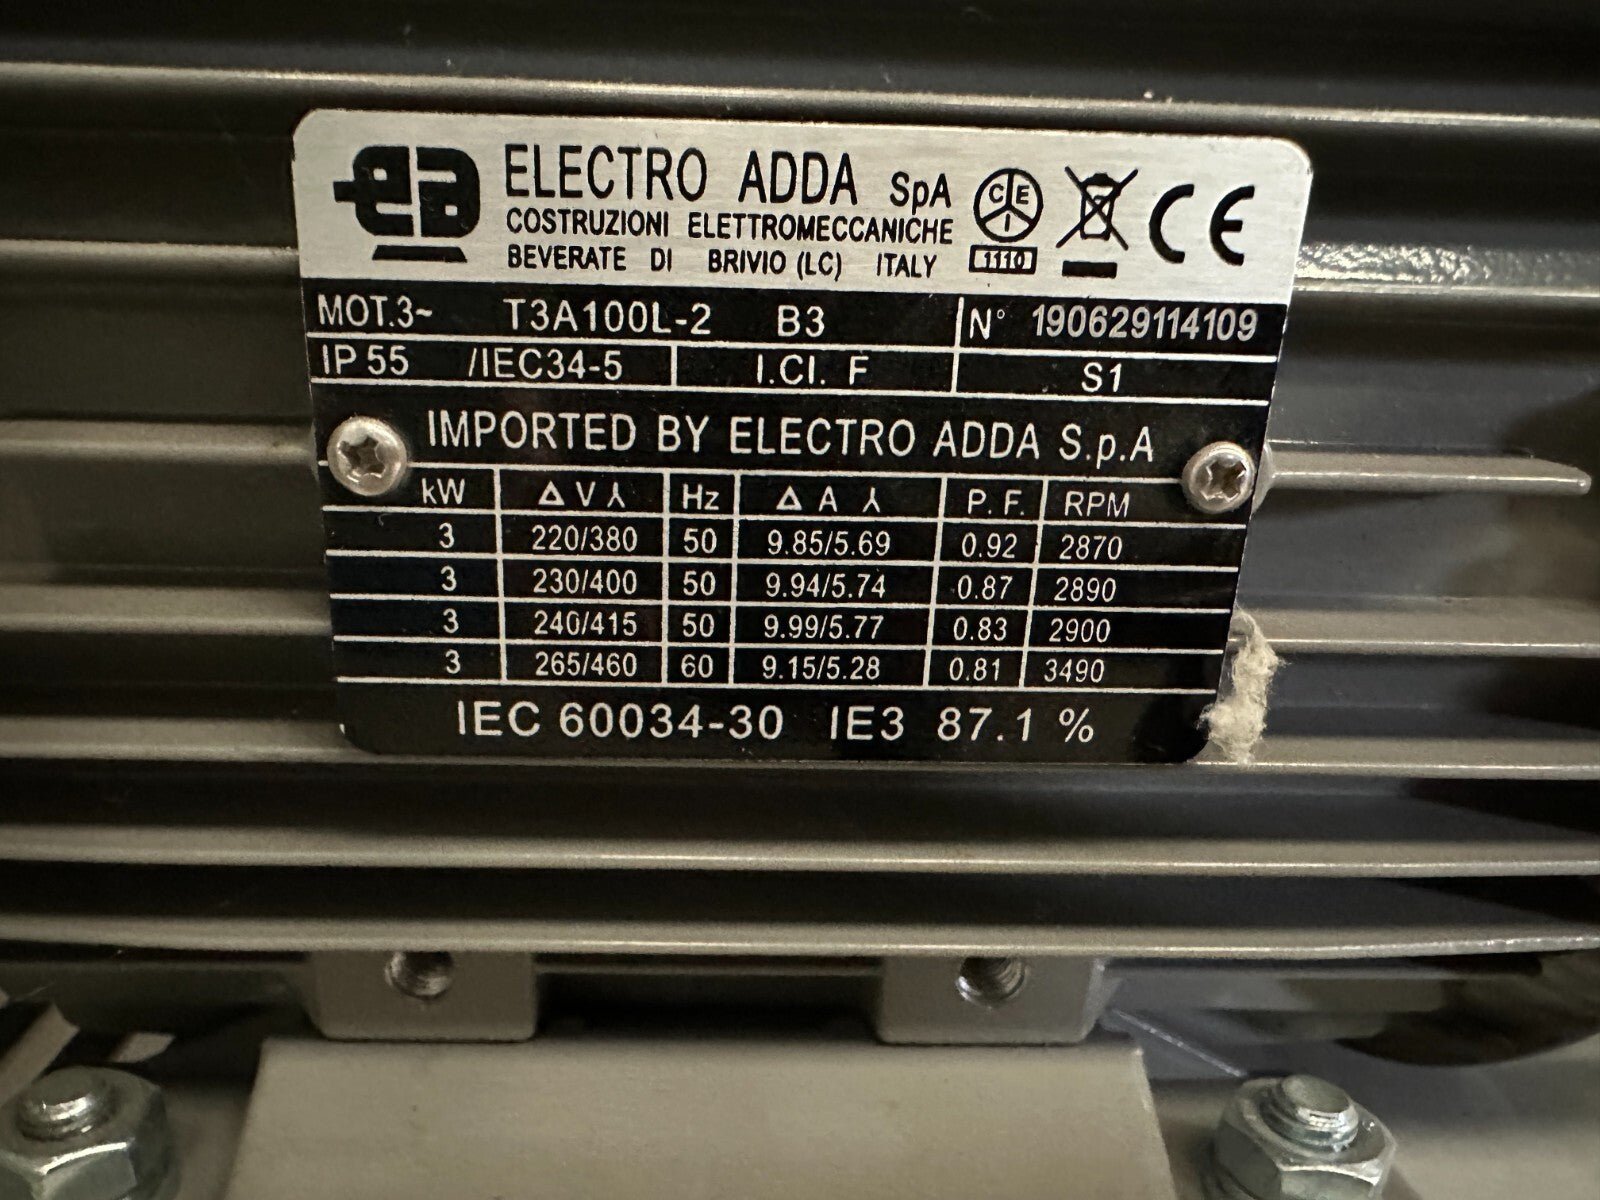 ea ELECTRO ADDA SpA
COSTRUZIONI ELETTROMECCANICHE
BEVERATE DI BRIVIO (LC) ITALY
CEI
1110
CE
MOT.3~ T3A100L-2 B3 N° 190629114109
IP 55 /IEC34-5 I.Cl. F S1
IMPORTED BY ELECTRO ADDA S.p.A
kW Δ V ⅄ Hz Δ A ⅄ P. F. RPM
3 220/380 50 9.85/5.69 0.92 2870
3 230/400 50 9.94/5.74 0.87 2890
3 240/415 50 9.99/5.77 0.83 2900
3 265/460 60 9.15/5.28 0.81 3490
IEC 60034-30 IE3 87.1 %